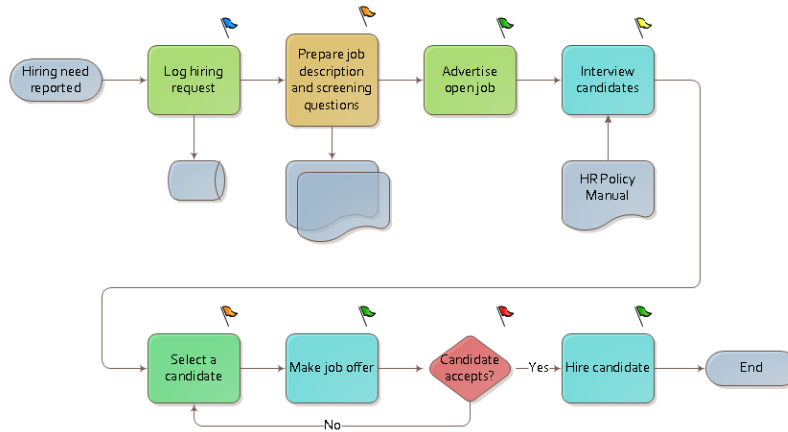 Hiring need
reported
Log hiring
request
Prepare job
description
and screening
questions
Advertise
open job
Interview
candidates
HR Policy
Manual
Select a
candidate
Make job offer
Candidate
accepts?
Yes
Hire candidate
End
No